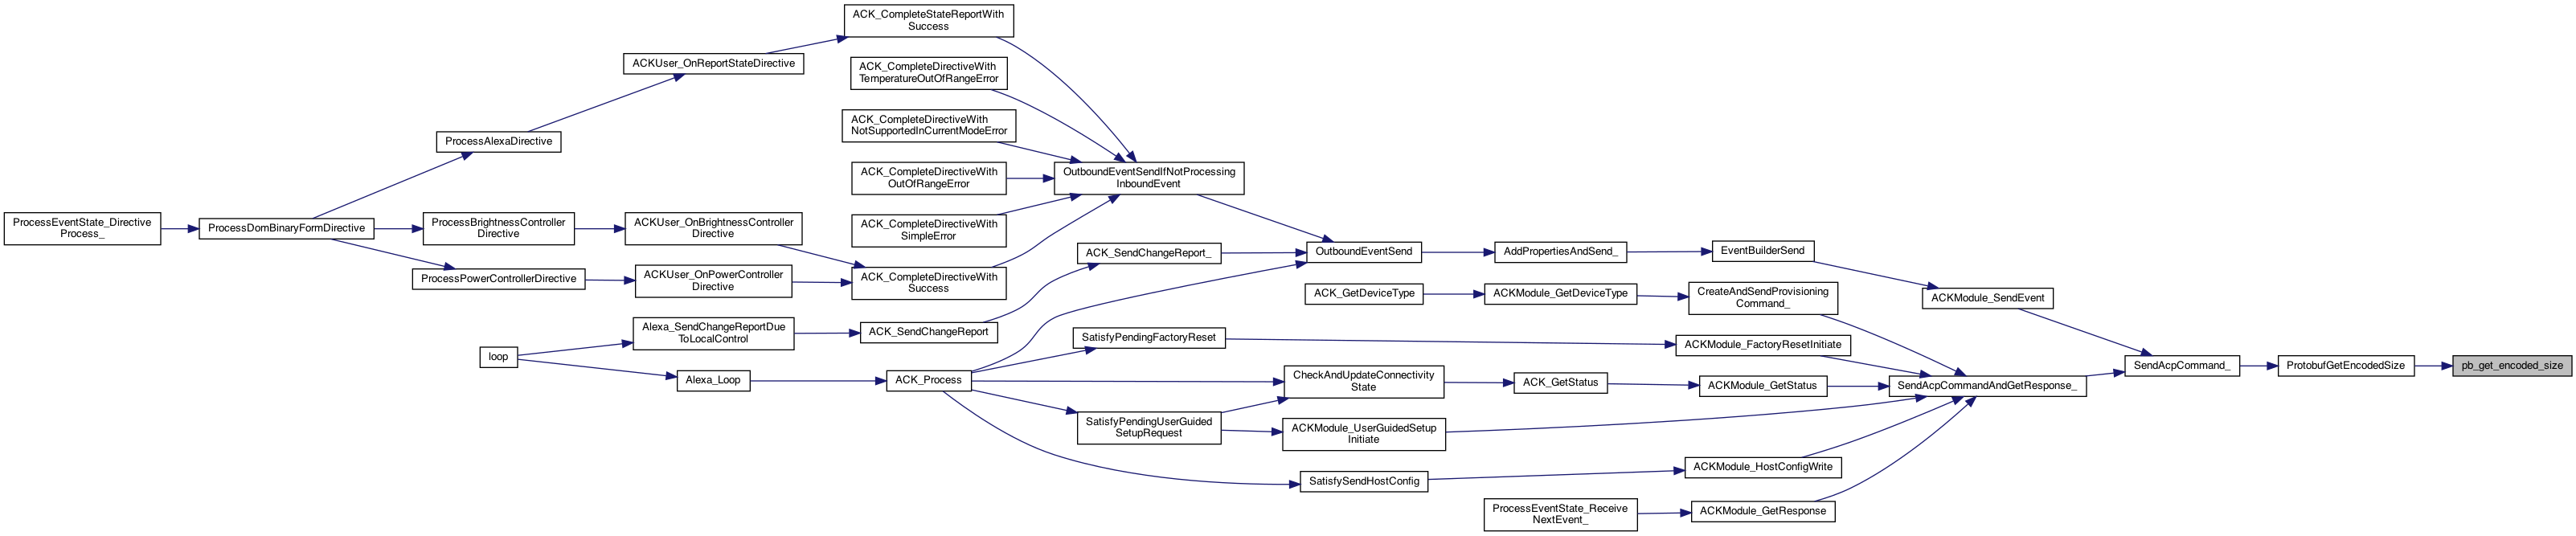 ACK_CompleteStateReportWith
Success
ACKUser_OnReportStateDirective
ACK_CompleteDirectiveWith
TemperatureOutOfRangeError
ACK_CompleteDirectiveWith
NotSupportedInCurrentModeError
ProcessAlexaDirective
OutboundEventSendIfNotProcessing
InboundEvent
ACK_CompleteDirectiveWith
OutOfRangeError
ProcessEventState_Directive
Process_
ProcessDomBinaryFormDirective
ProcessBrightnessController
Directive
ACKUser_OnBrightnessController
Directive
ACK_CompleteDirectiveWith
SimpleError
ACK_SendChangeReport_
OutboundEventSend
AddPropertiesAndSend_
EventBuilderSend
ProcessPowerControllerDirective
ACKUser_OnPowerController
Directive
ACK_CompleteDirectiveWith
Success
ACK_GetDeviceType
ACKModule_GetDeviceType
CreateAndSendProvisioning
Command_
ACKModule_SendEvent
Alexa_SendChangeReportDue
ToLocalControl
ACK_SendChangeReport
SatisfyPendingFactoryReset
ACKModule_FactoryResetInitiate
loop
Alexa_Loop
ACK_Process
CheckAndUpdateConnectivity
State
ACK_GetStatus
ACKModule_GetStatus
SendAcpCommandAndGetResponse_
SendAcpCommand_
ProtobufGetEncodedSize
pb_get_encoded_size
SatisfyPendingUserGuided
SetupRequest
ACKModule_UserGuidedSetup
Initiate
SatisfySendHostConfig
ACKModule_HostConfigWrite
ProcessEventState_Receive
NextEvent_
ACKModule_GetResponse